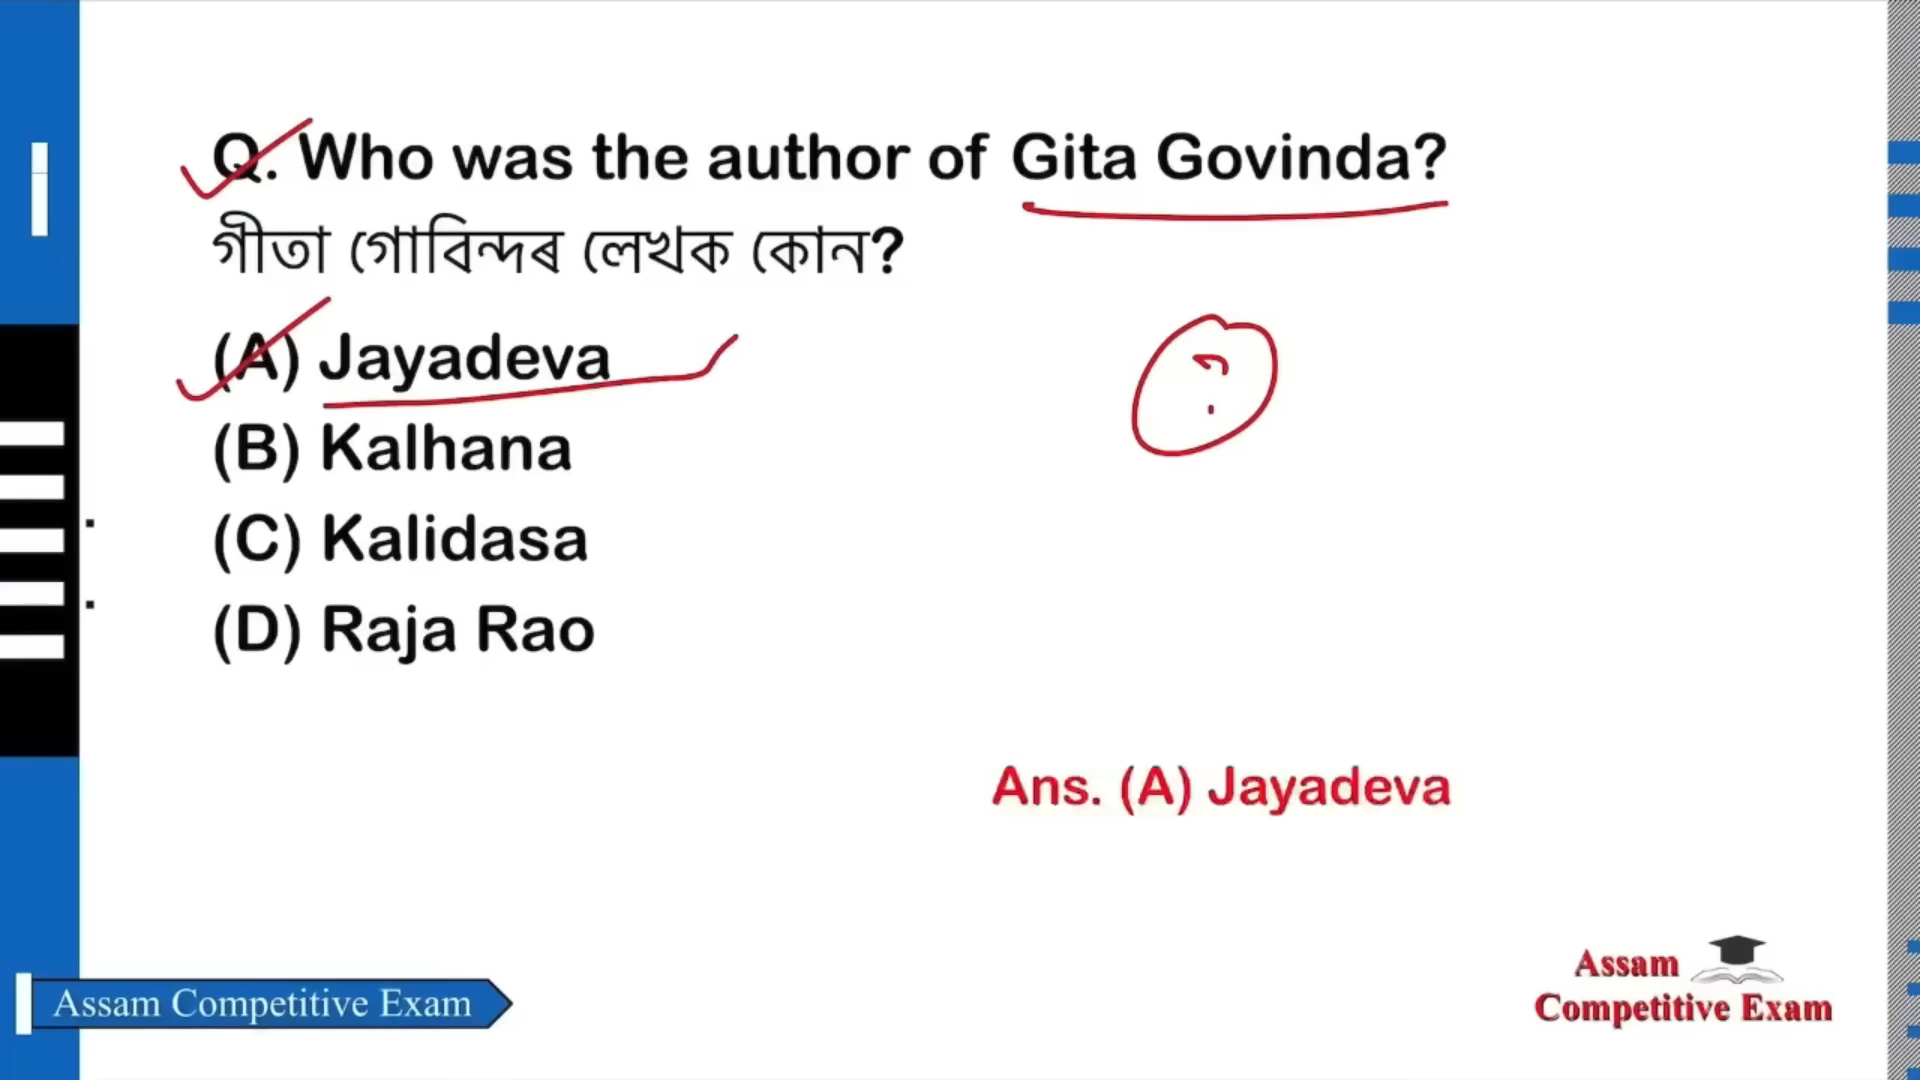 Q. Who was the author of Gita Govinda?
গীতা গোবিন্দৰ লেখক কোন?
(A) Jayadeva
(B) Kalhana
(C) Kalidasa
(D) Raja Rao
?
Ans. (A) Jayadeva
Assam Competitive Exam
Assam
Competitive Exam